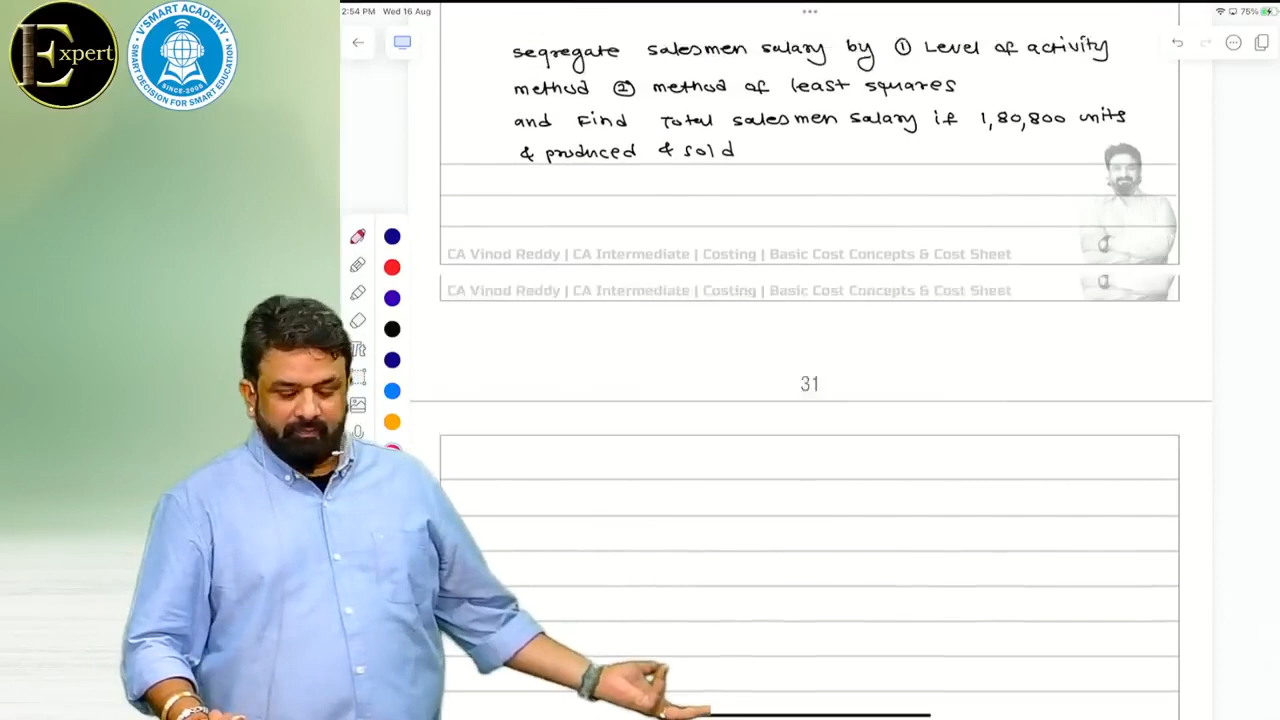 Expert
V'SMART ACADEMY
SINCE-2005
SMART DECISION FOR SMART EDUCATION
2:54 PM Wed 16 Aug
75%
segregate salesmen salary by ① Level of activity
method ② method of least squares
and Find Total salesmen salary if 1,80,800 units
& produced & sold
CA Vinod Reddy | CA Intermediate | Costing | Basic Cost Concepts & Cost Sheet
CA Vinod Reddy | CA Intermediate | Costing | Basic Cost Concepts & Cost Sheet
31
Tt